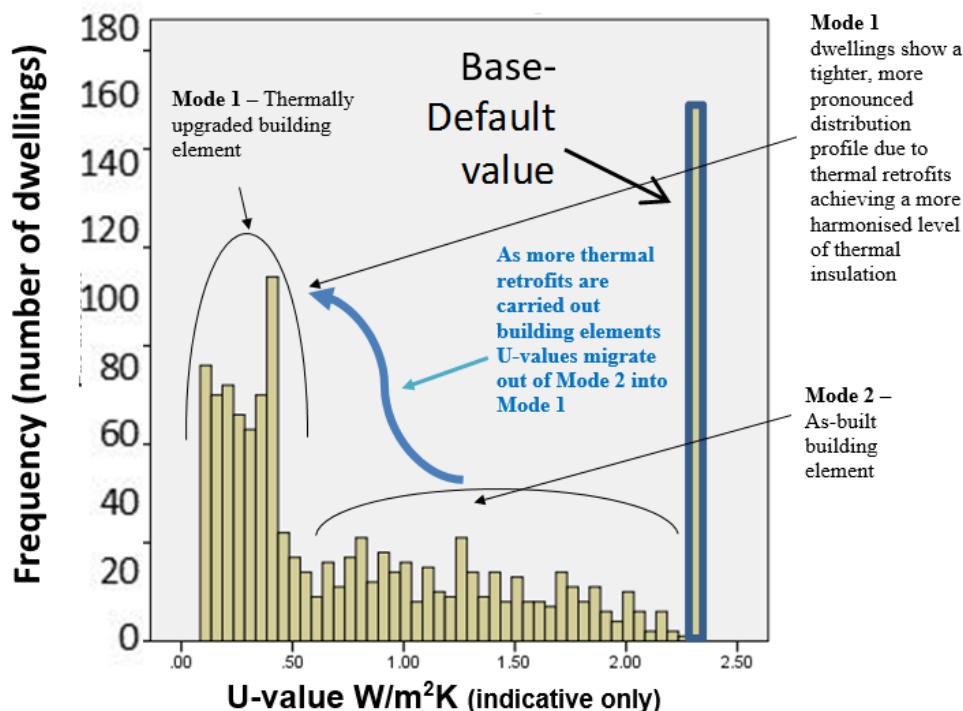 Frequency (number of dwellings)
180
160
140
120
100
80
60
40
20
0
Mode 1 – Thermally
upgraded building
element
Base-
Default
value
As more thermal
retrofits are
carried out
building elements
U-values migrate
out of Mode 2 into
Mode 1
Mode 1
dwellings show a
tighter, more
pronounced
distribution
profile due to
thermal retrofits
achieving a more
harmonised level
of thermal
insulation
Mode 2 –
As-built
building
element
.00 .50 1.00 1.50 2.00 2.50
U-value W/m²K (indicative only)